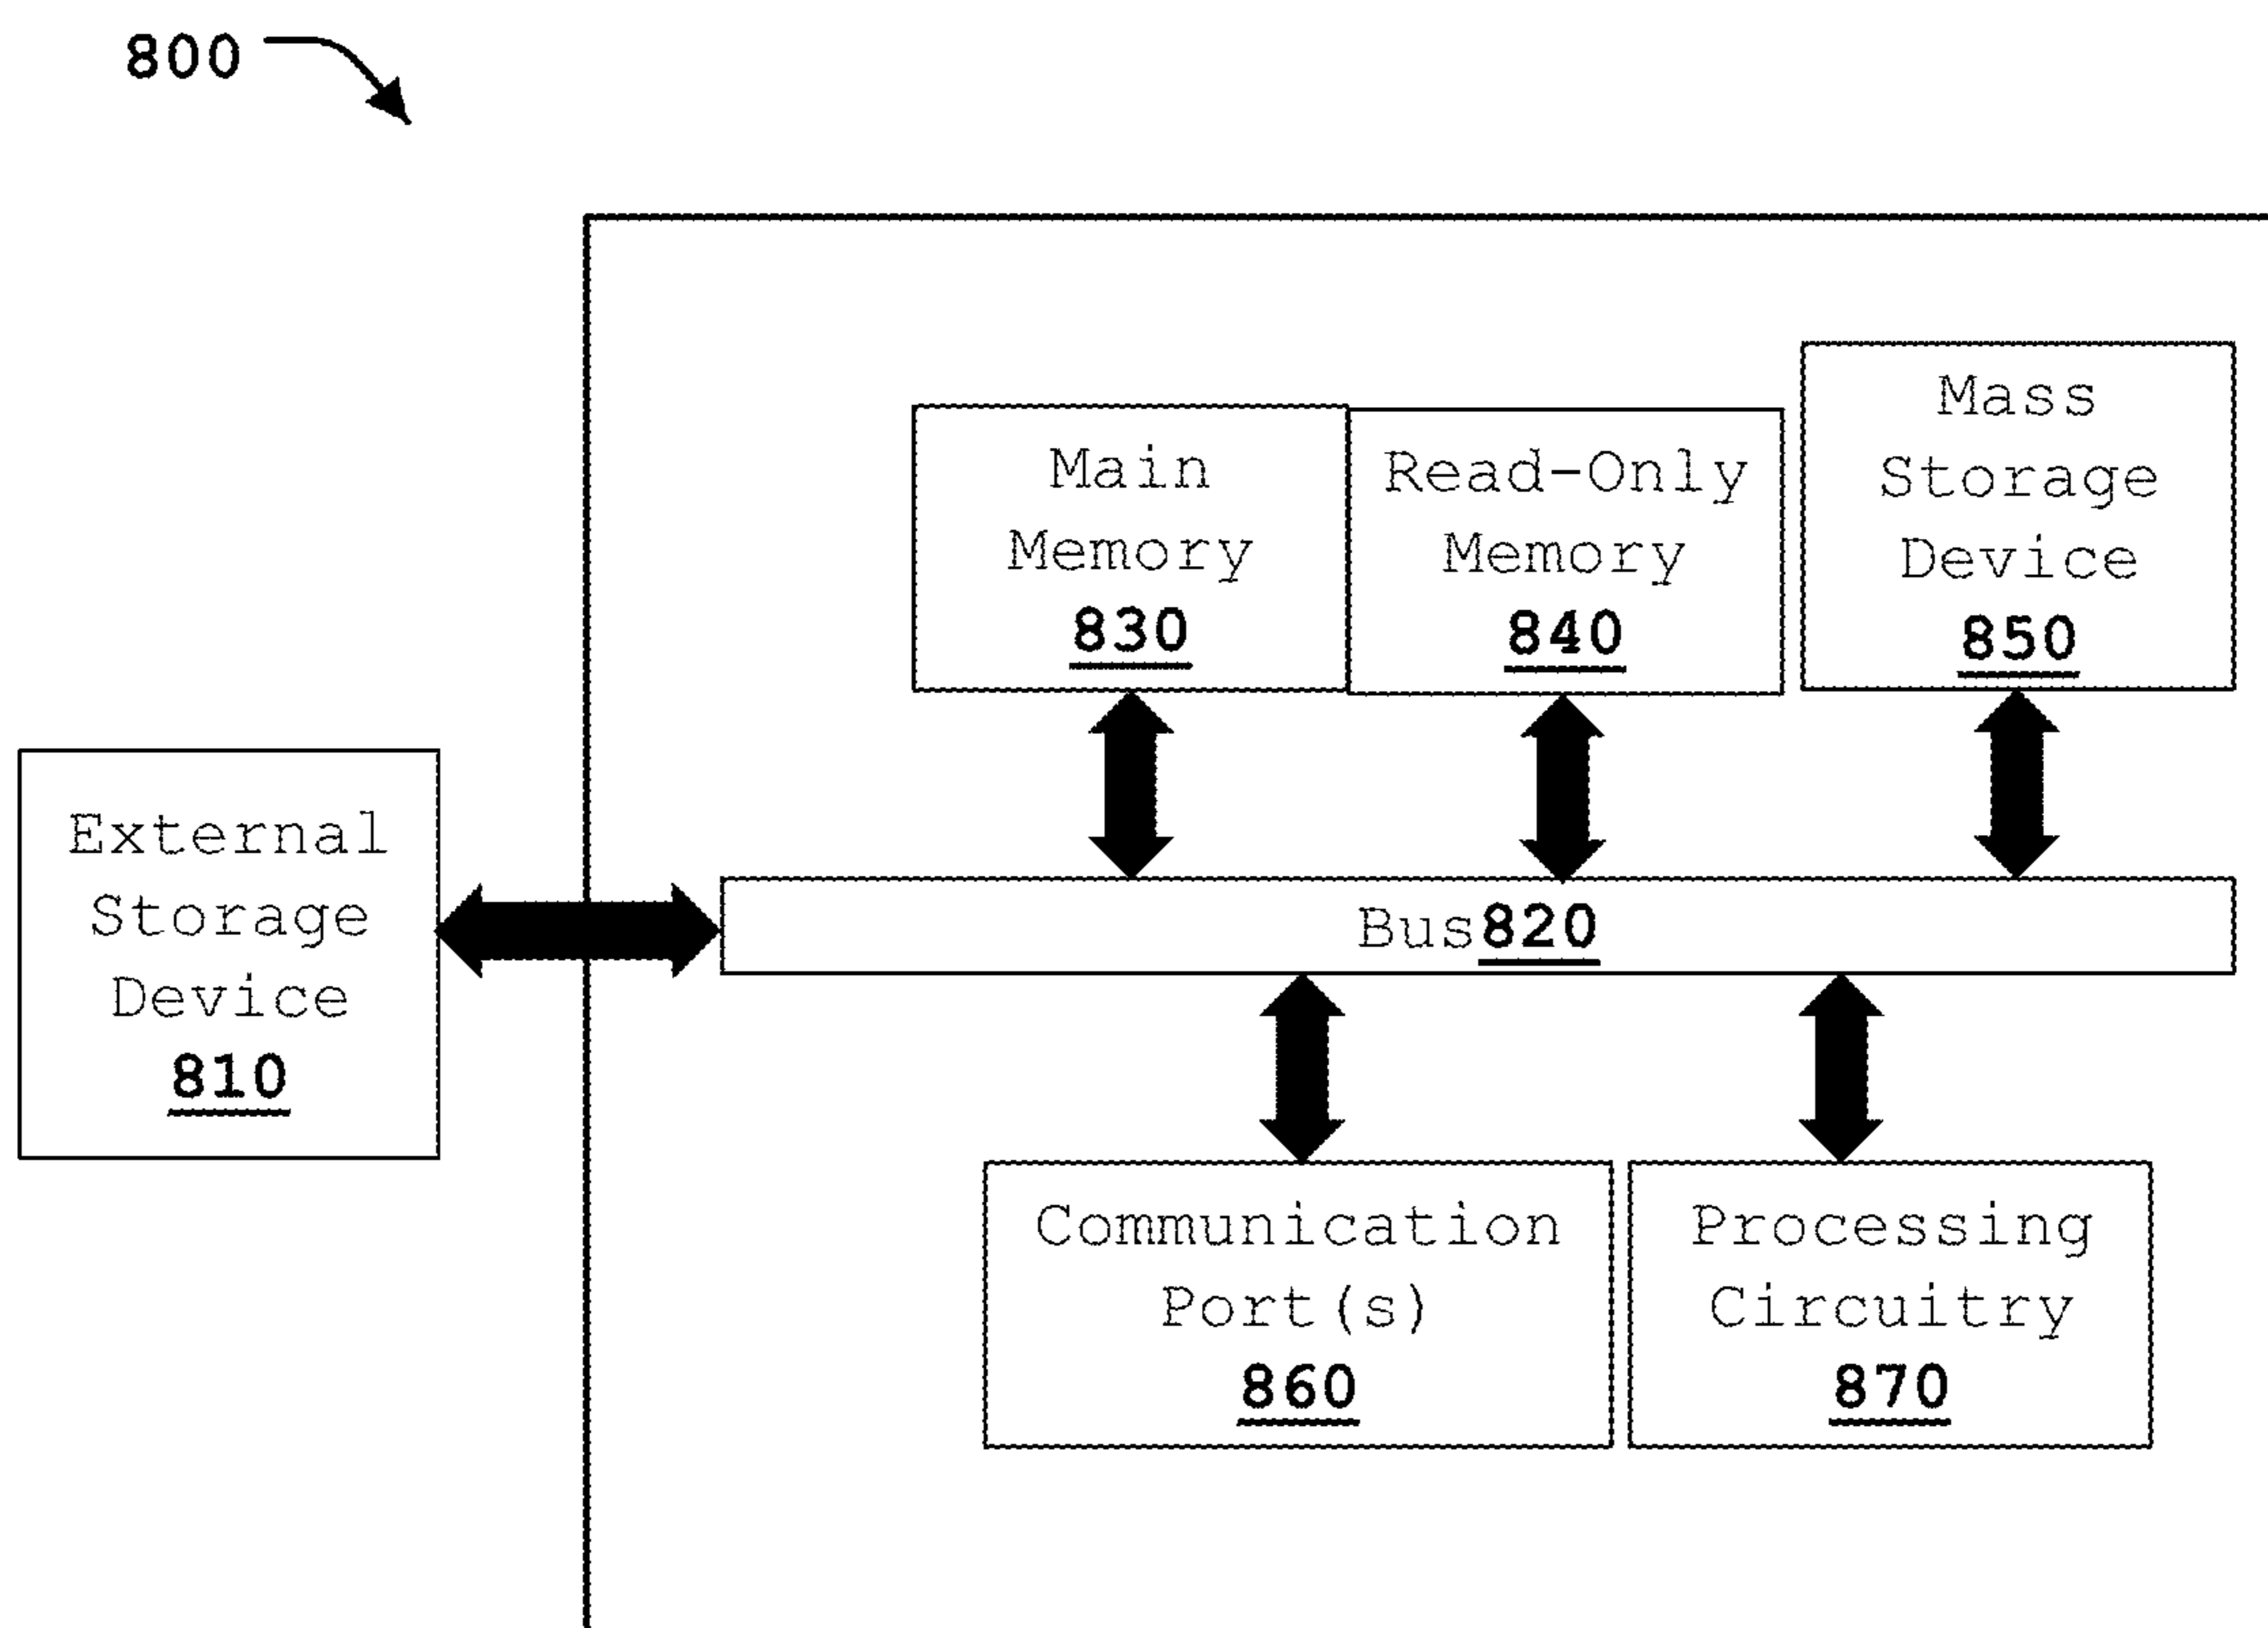 800
Main
Memory
830
Read-Only
Memory
840
Mass
Storage
Device
850
External
Storage
Device
810
Bus820
Communication
Port(s)
860
Processing
Circuitry
870